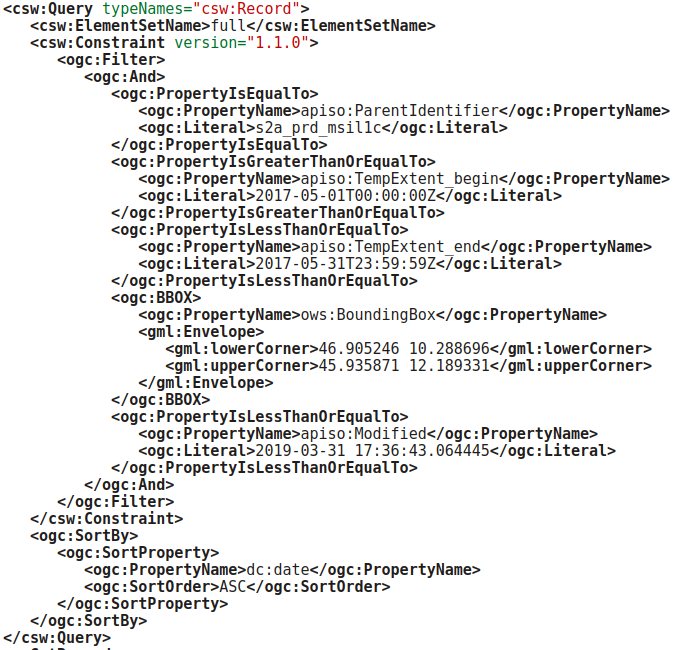 <csw:Query typeNames="csw:Record">
<csw:ElementSetName>full</csw:ElementSetName>
<csw:Constraint version="1.1.0">
<ogc:Filter>
<ogc:And>
<ogc:PropertyIsEqualTo>
<ogc:PropertyName>apiso:ParentIdentifier</ogc:PropertyName>
<ogc:Literal>s2a_prd_msil1c</ogc:Literal>
</ogc:PropertyIsEqualTo>
<ogc:PropertyIsGreaterThanOrEqualTo>
<ogc:PropertyName>apiso:TempExtent_begin</ogc:PropertyName>
<ogc:Literal>2017-05-01T00:00:00Z</ogc:Literal>
</ogc:PropertyIsGreaterThanOrEqualTo>
<ogc:PropertyIsLessThanOrEqualTo>
<ogc:PropertyName>apiso:TempExtent_end</ogc:PropertyName>
<ogc:Literal>2017-05-31T23:59:59Z</ogc:Literal>
</ogc:PropertyIsLessThanOrEqualTo>
<ogc:BBOX>
<ogc:PropertyName>ows:BoundingBox</ogc:PropertyName>
<gml:Envelope>
<gml:lowerCorner>46.905246 10.288696</gml:lowerCorner>
<gml:upperCorner>45.935871 12.189331</gml:upperCorner>
</gml:Envelope>
</ogc:BBOX>
<ogc:PropertyIsLessThanOrEqualTo>
<ogc:PropertyName>apiso:Modified</ogc:PropertyName>
<ogc:Literal>2019-03-31 17:36:43.064445</ogc:Literal>
</ogc:PropertyIsLessThanOrEqualTo>
</ogc:And>
</ogc:Filter>
</csw:Constraint>
<ogc:SortBy>
<ogc:SortProperty>
<ogc:PropertyName>dc:date</ogc:PropertyName>
<ogc:SortOrder>ASC</ogc:SortOrder>
</ogc:SortProperty>
</ogc:SortBy>
</csw:Query>